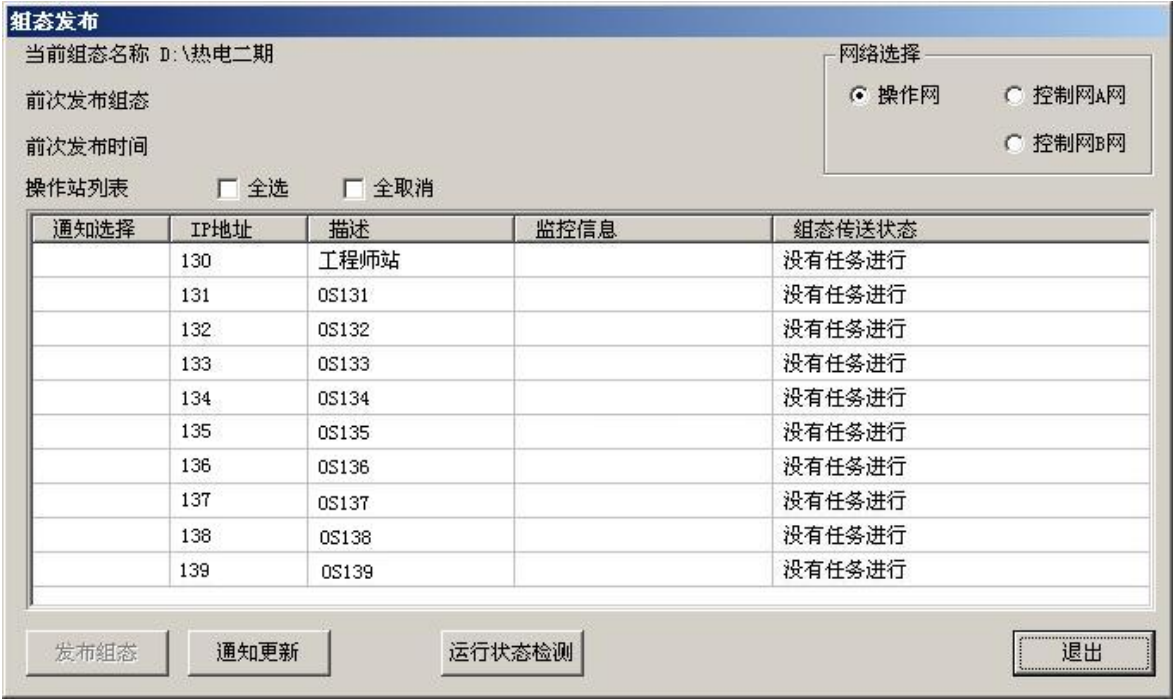 组态发布
当前组态名称 D:\热电二期
网络选择
操作网 控制网A网
前次发布组态
控制网B网
前次发布时间
操作站列表 全选 全取消
通知选择 IP地址 描述 监控信息 组态传送状态
130 工程师站 没有任务进行
131 OS131 没有任务进行
132 OS132 没有任务进行
133 OS133 没有任务进行
134 OS134 没有任务进行
135 OS135 没有任务进行
136 OS136 没有任务进行
137 OS137 没有任务进行
138 OS138 没有任务进行
139 OS139 没有任务进行
发布组态 通知更新 运行状态检测 退出